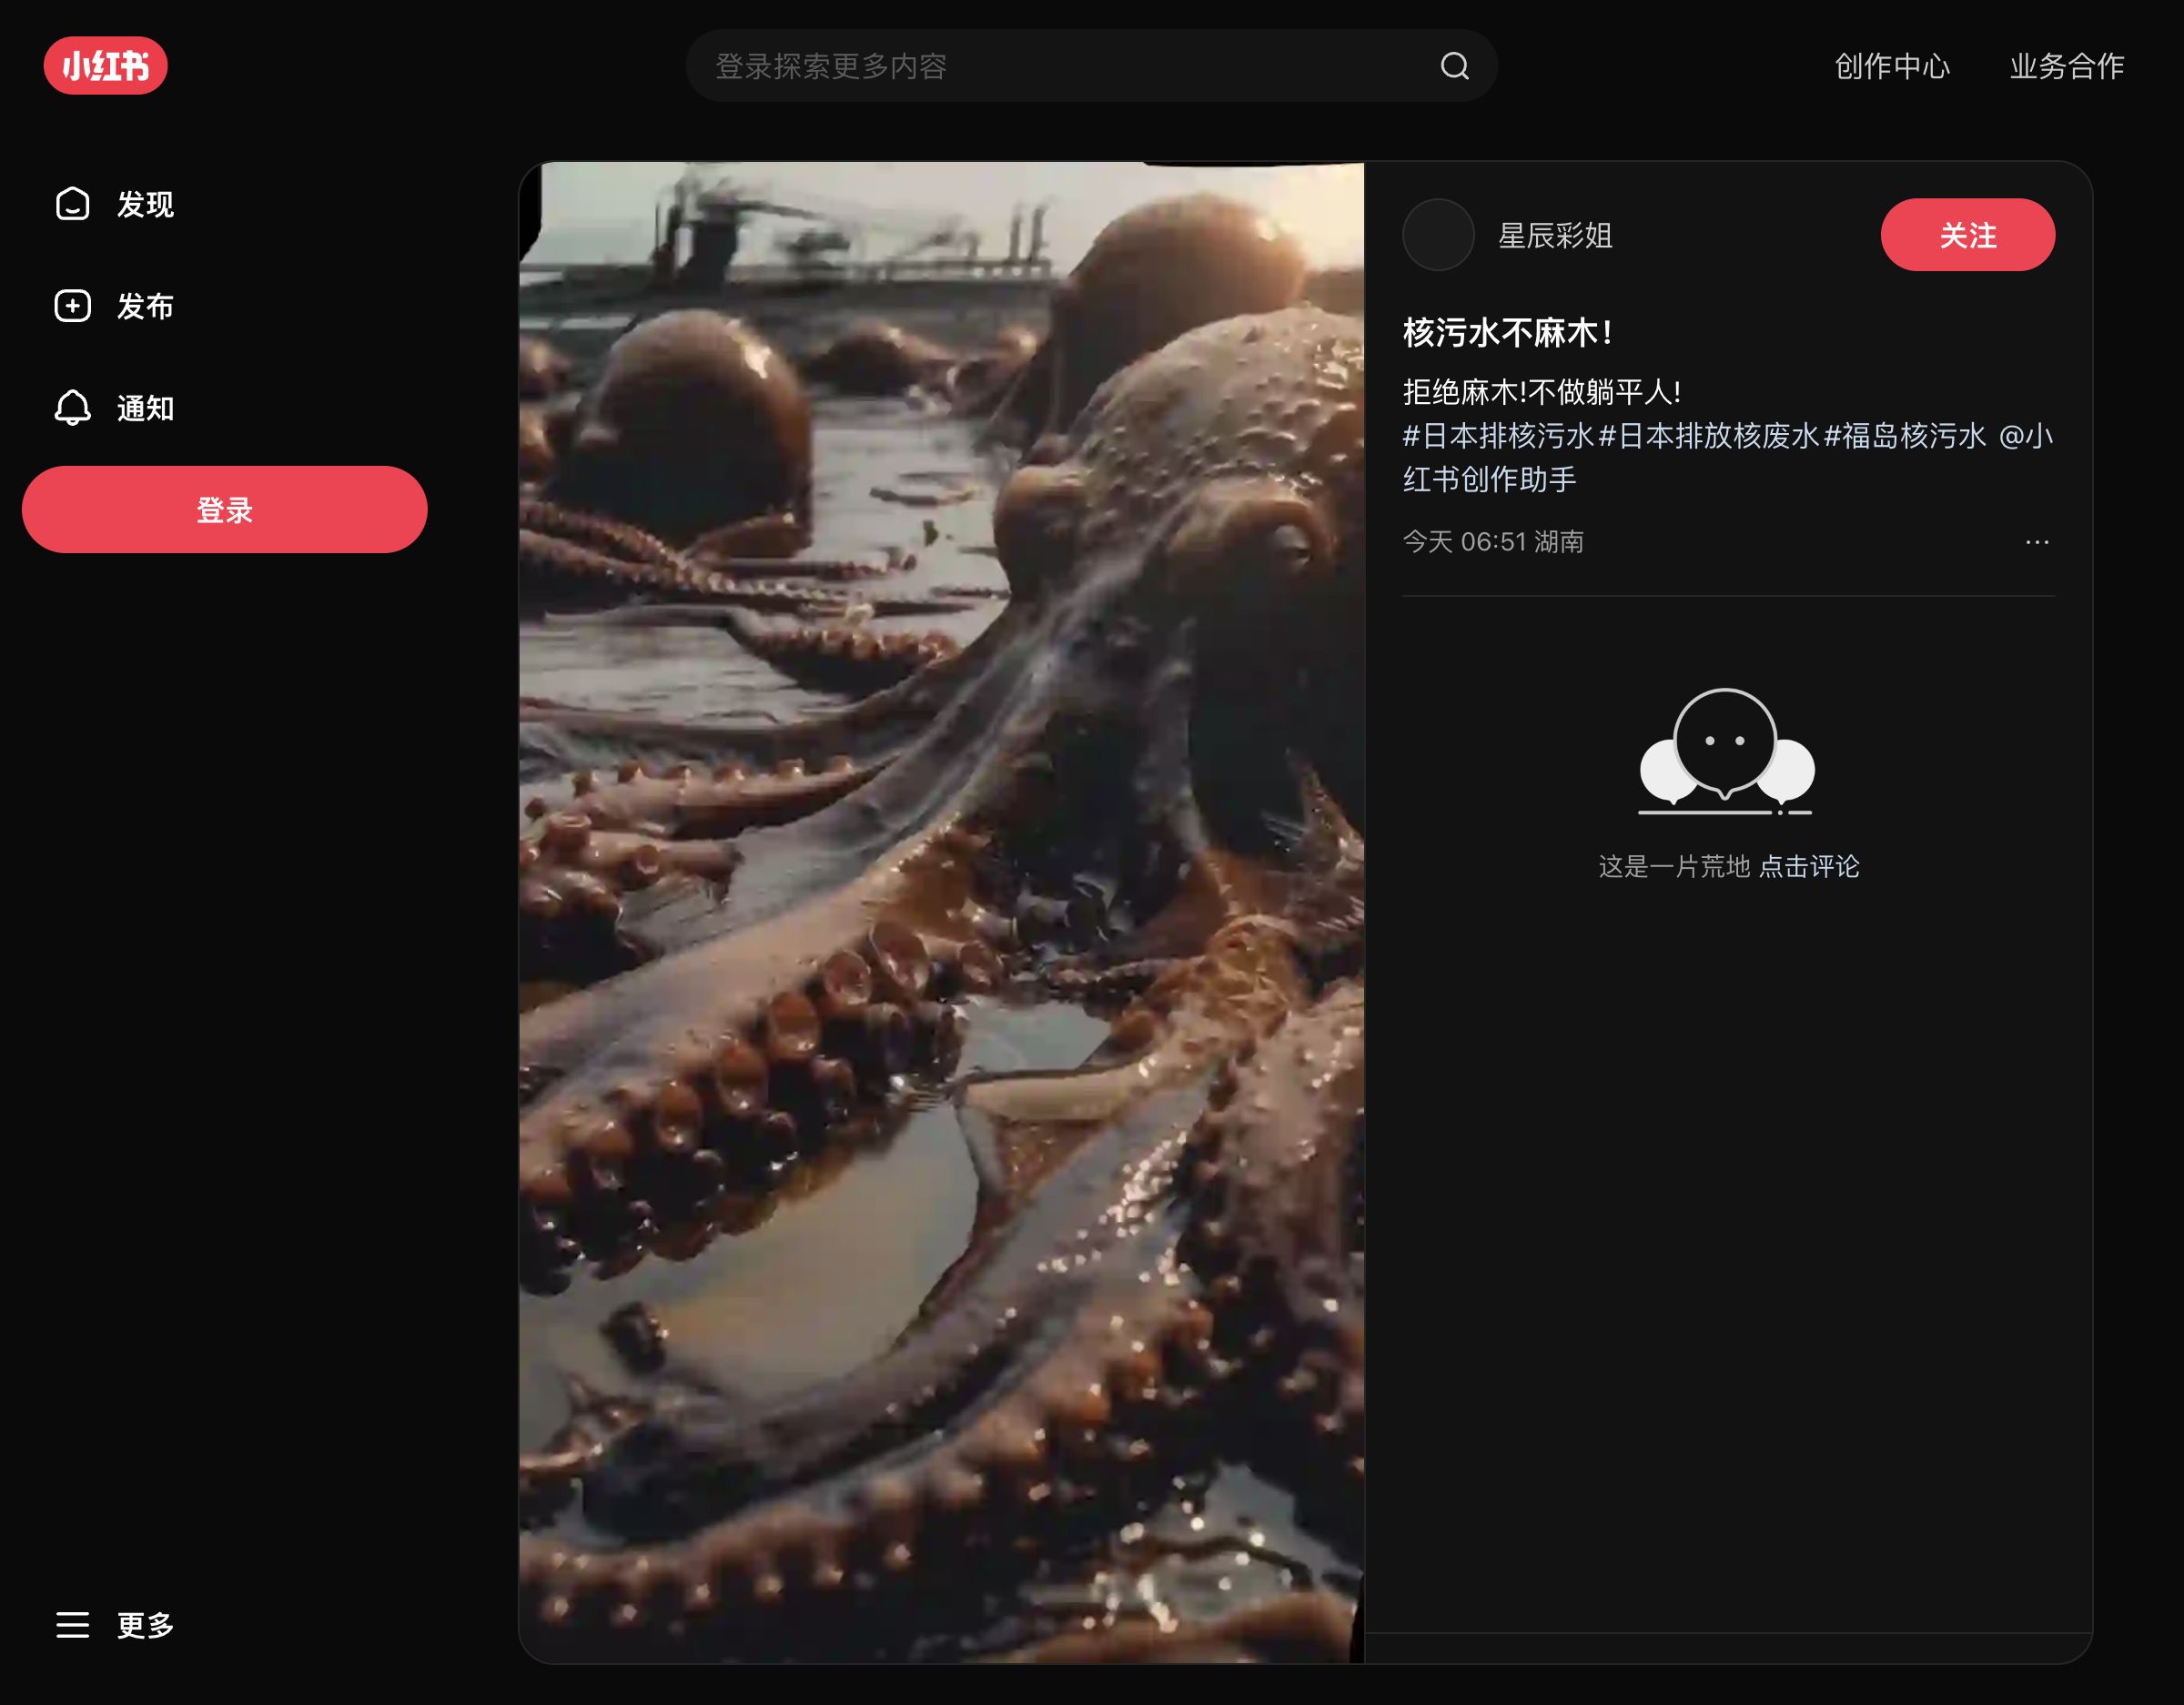 小红书
登录探索更多内容
创作中心
业务合作
发现
发布
通知
登录
更多
星辰彩姐
关注
核污水不麻木!
拒绝麻木!不做躺平人!
#日本排核污水#日本排放核废水#福岛核污水 @小
红书创作助手
今天 06:51 湖南
这是一片荒地 点击评论